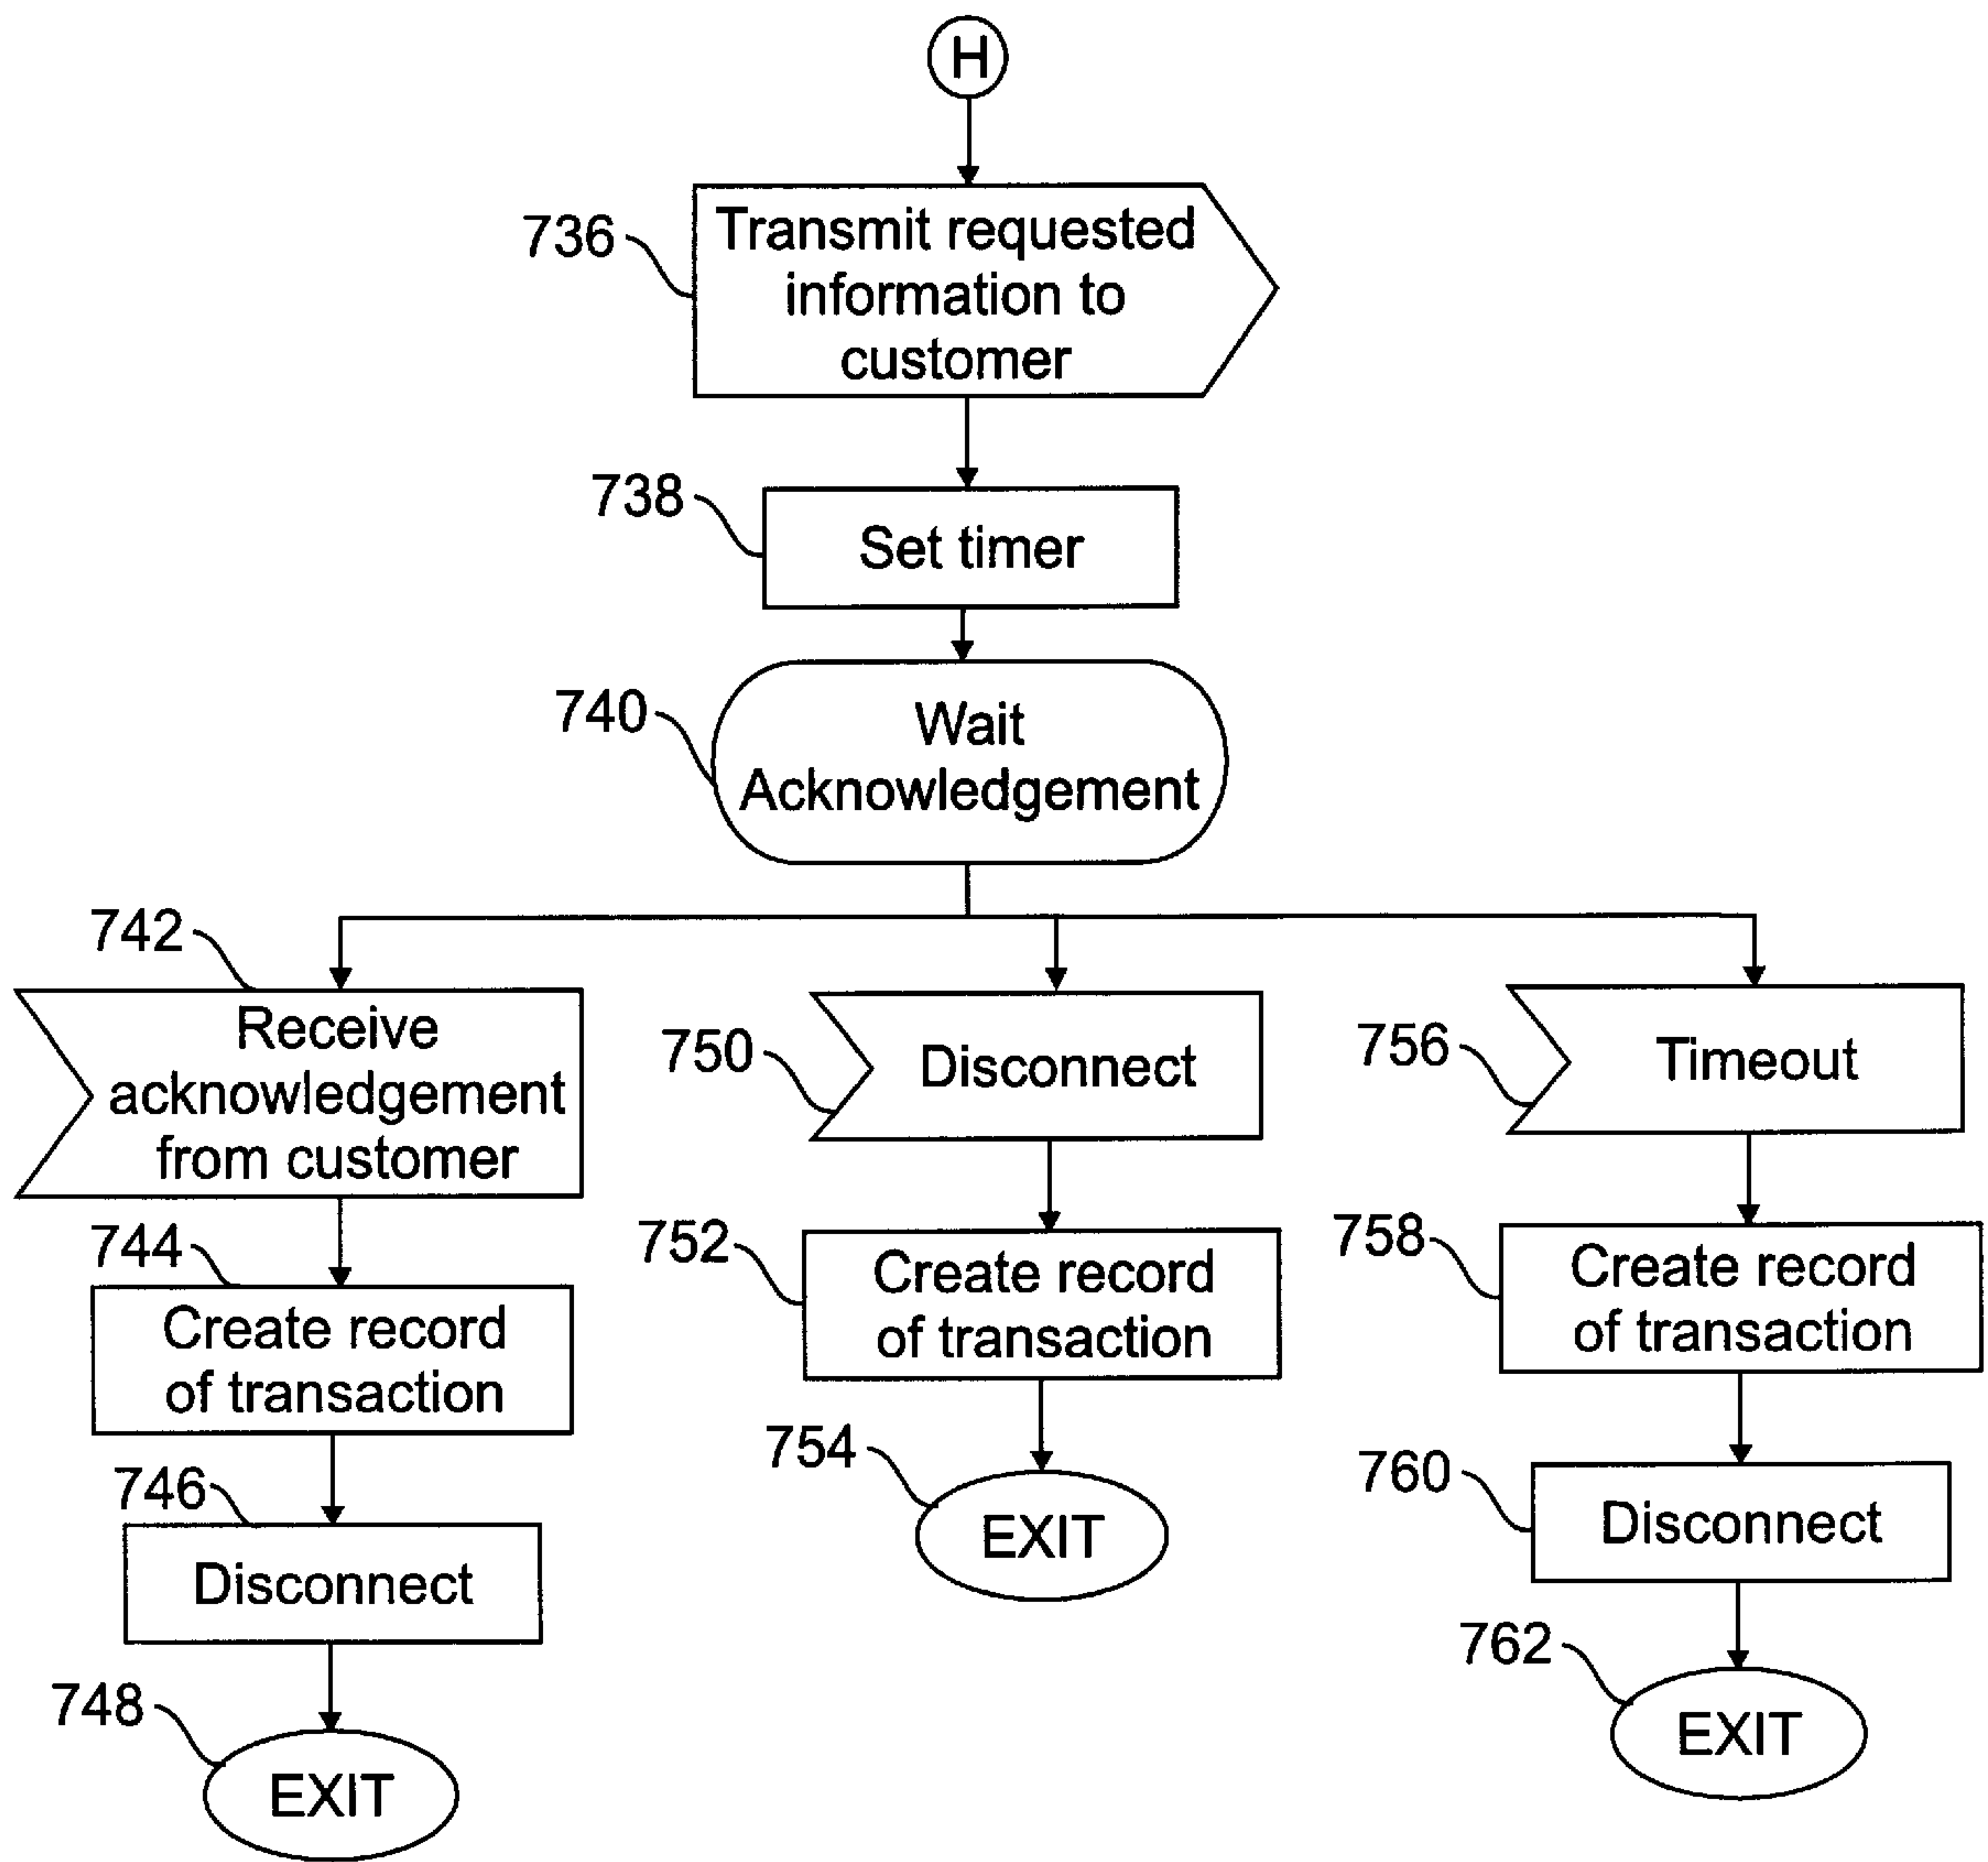 H
736
Transmit requested
information to
customer
738
Set timer
740
Wait
Acknowledgement
742
Receive
acknowledgement
from customer
744
Create record
of transaction
746
Disconnect
748
EXIT
750
Disconnect
752
Create record
of transaction
754
EXIT
756
Timeout
758
Create record
of transaction
760
Disconnect
762
EXIT